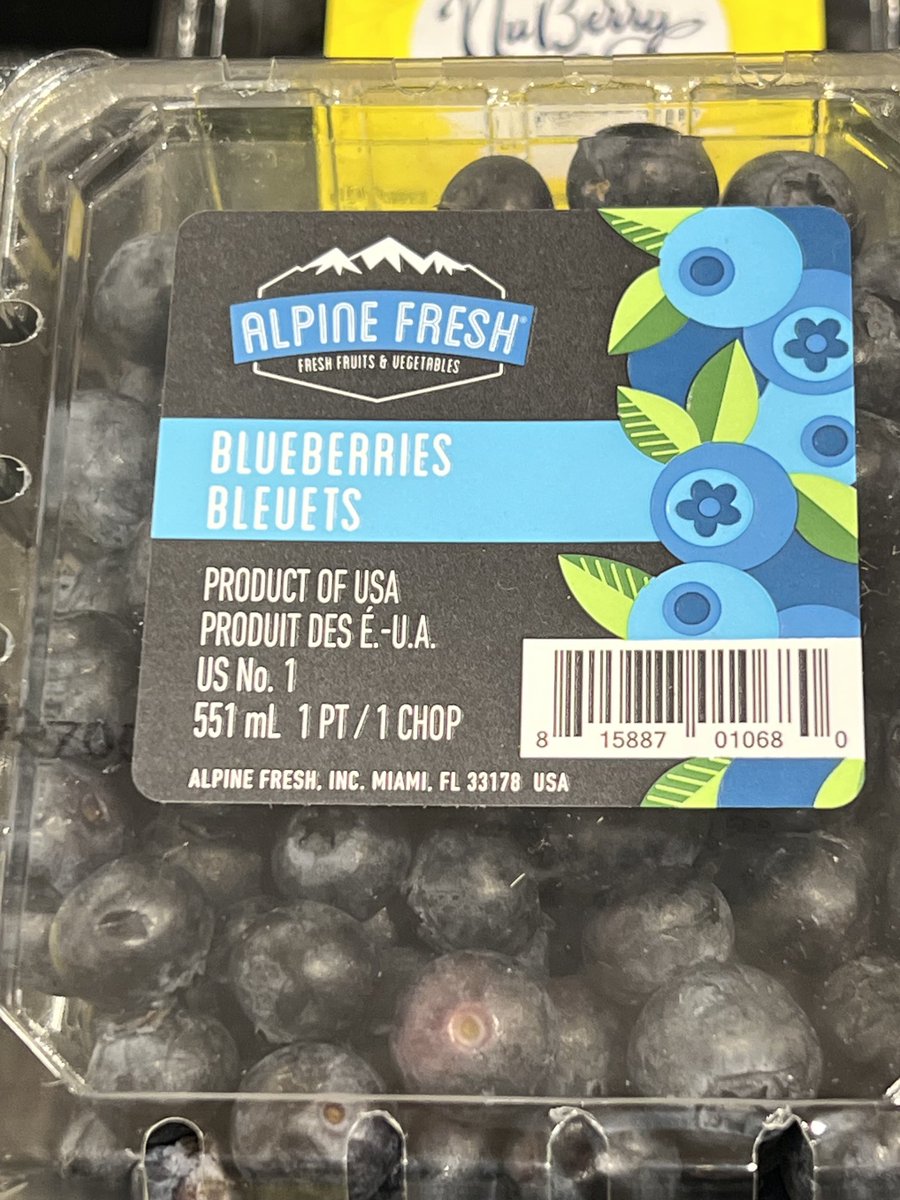 NuBerry
ALPINE FRESH®
FRESH FRUITS & VEGETABLES
BLUEBERRIES
BLEUETS
PRODUCT OF USA
PRODUIT DES É.-U.A.
US No. 1
551 mL 1 PT / 1 CHOP
8 15887 01068 0
ALPINE FRESH, INC. MIAMI, FL 33178 USA